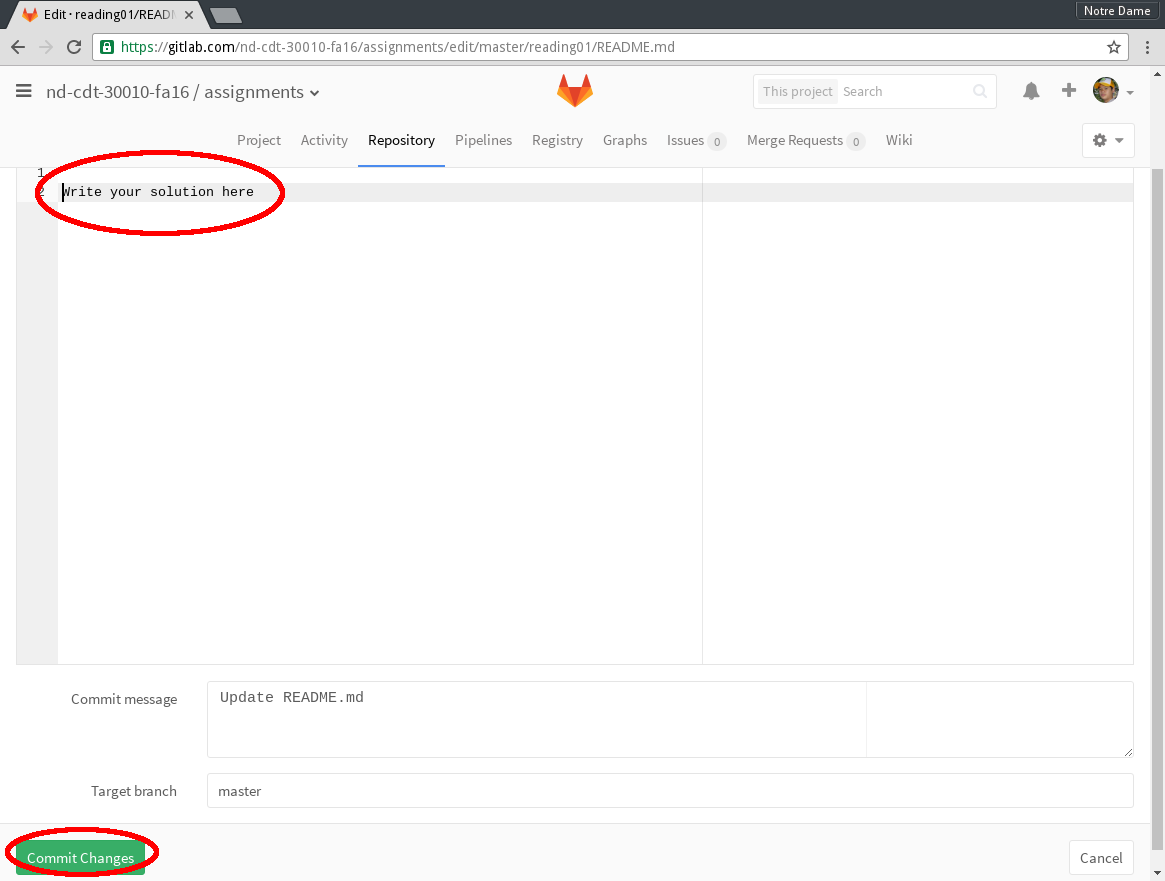 Edit · reading01/READM
Notre Dame
https://gitlab.com/nd-cdt-30010-fa16/assignments/edit/master/reading01/README.md
nd-cdt-30010-fa16 / assignments
This project Search
Project Activity Repository Pipelines Registry Graphs Issues 0 Merge Requests 0 Wiki
1
2 Write your solution here
Commit message Update README.md
Target branch master
Commit Changes Cancel